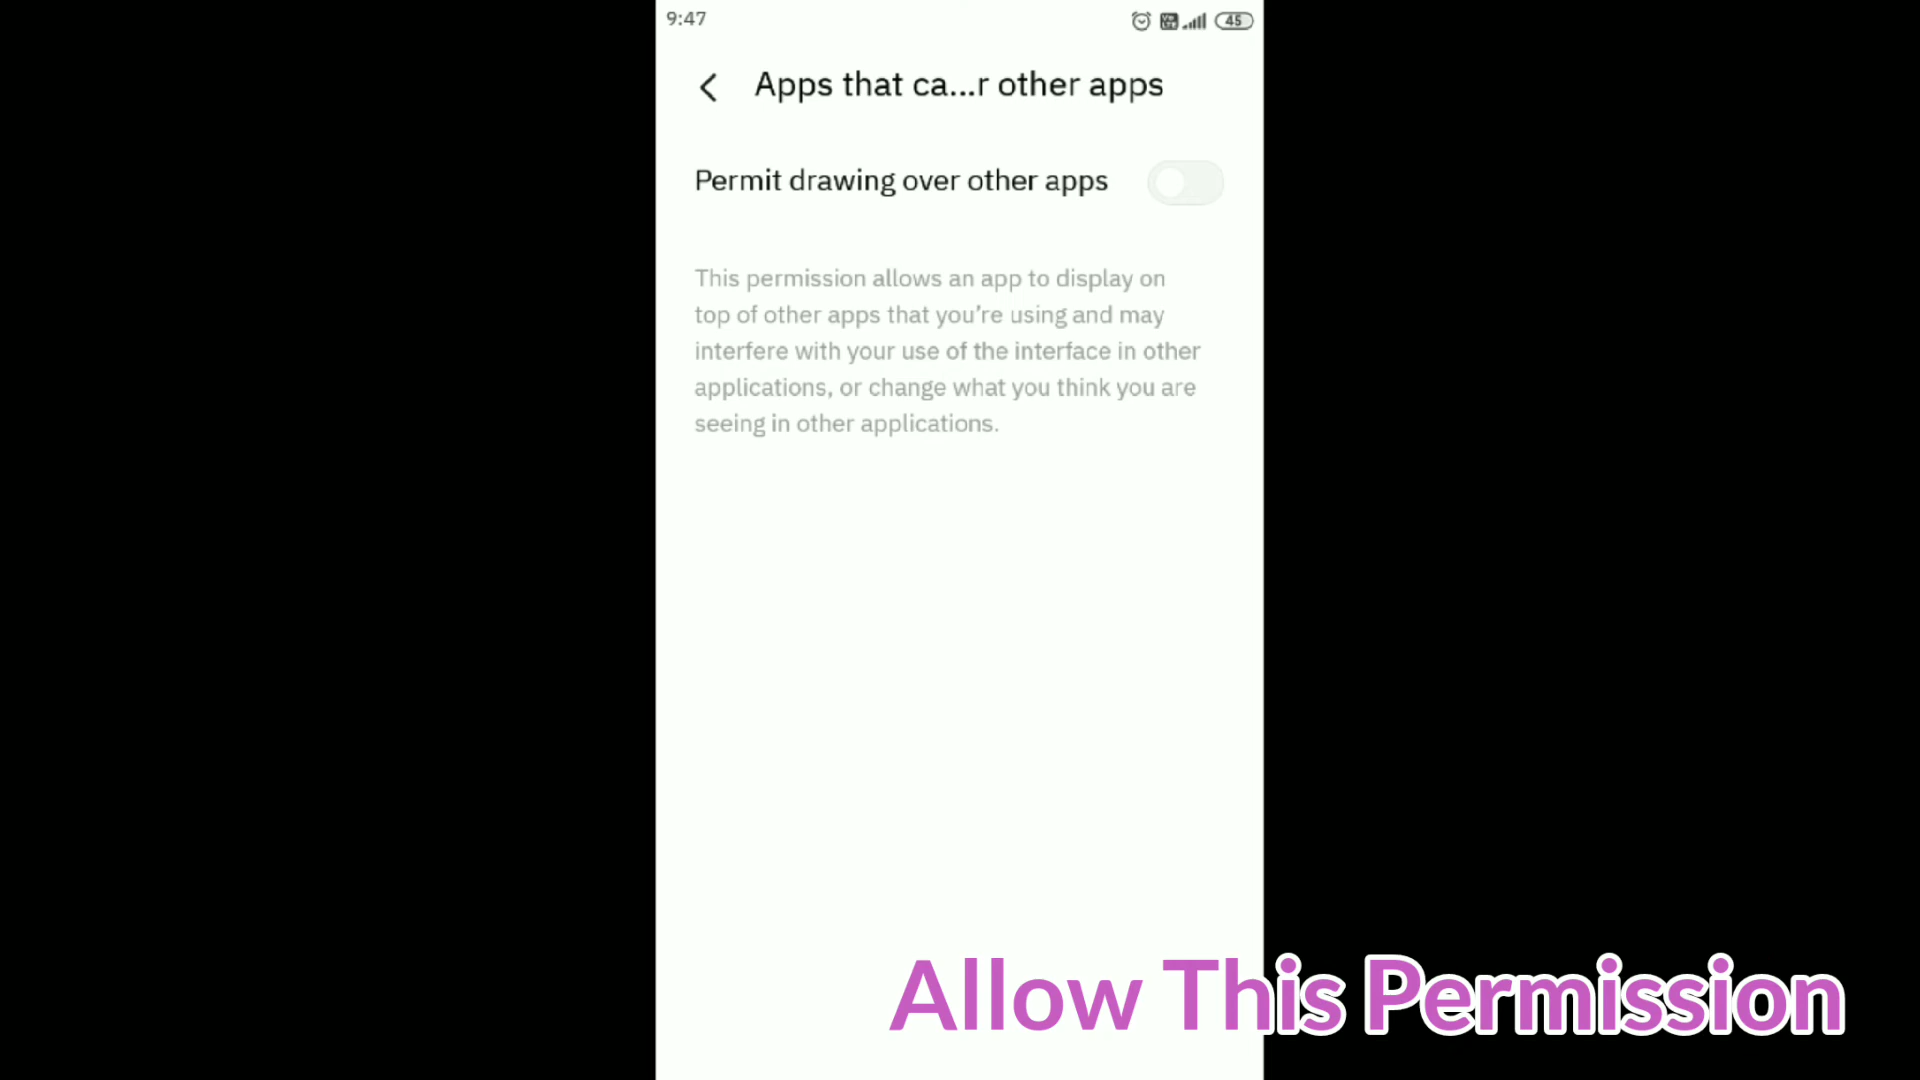 9:47
Vo LTE
45
Apps that ca...r other apps
Permit drawing over other apps
This permission allows an app to display on
top of other apps that you’re using and may
interfere with your use of the interface in other
applications, or change what you think you are
seeing in other applications.
Allow This Permission